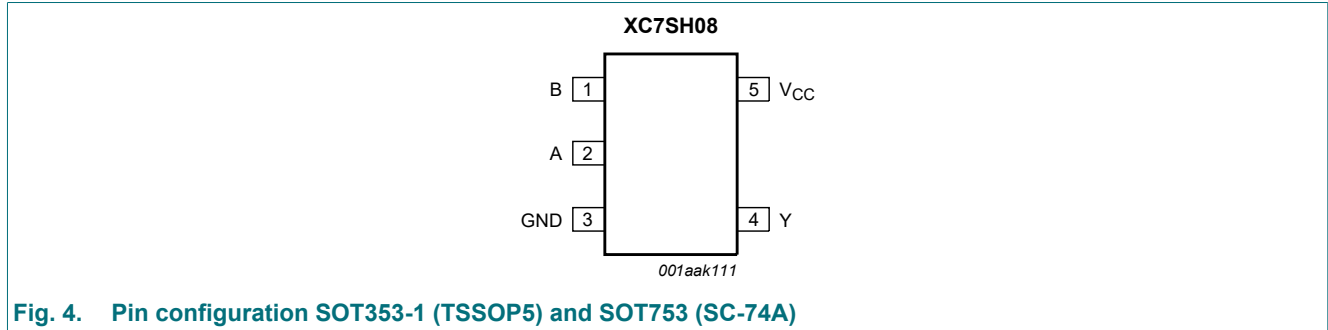 XC7SH08
B 1 5 VCC
A 2
GND 3 4 Y
001aak111
Fig. 4. Pin configuration SOT353-1 (TSSOP5) and SOT753 (SC-74A)